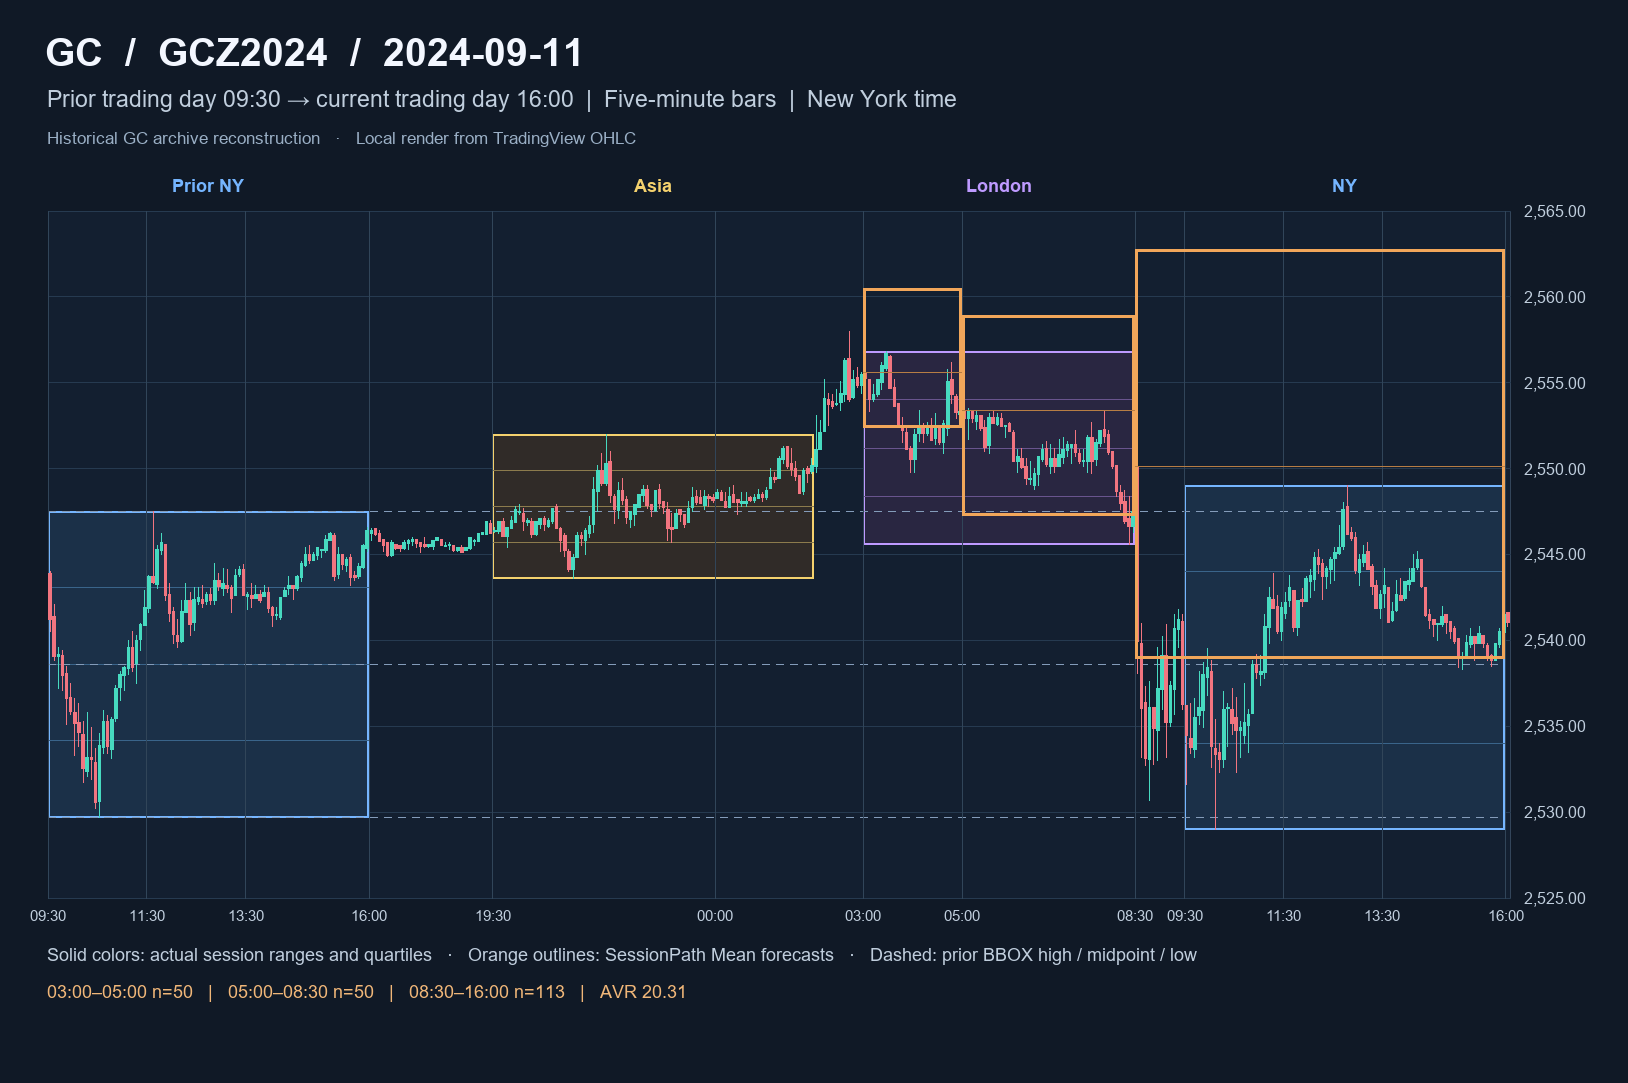 GC / GCZ2024 / 2024-09-11
Prior trading day 09:30 → current trading day 16:00 | Five-minute bars | New York time
Historical GC archive reconstruction · Local render from TradingView OHLC
Prior NY Asia London NY
2,565.00
2,560.00
2,555.00
2,550.00
2,545.00
2,540.00
2,535.00
2,530.00
2,525.00
09:30 11:30 13:30 16:00 19:30 00:00 03:00 05:00 08:30 09:30 11:30 13:30 16:00
Solid colors: actual session ranges and quartiles · Orange outlines: SessionPath Mean forecasts · Dashed: prior BBOX high / midpoint / low
03:00–05:00 n=50 | 05:00–08:30 n=50 | 08:30–16:00 n=113 | AVR 20.31